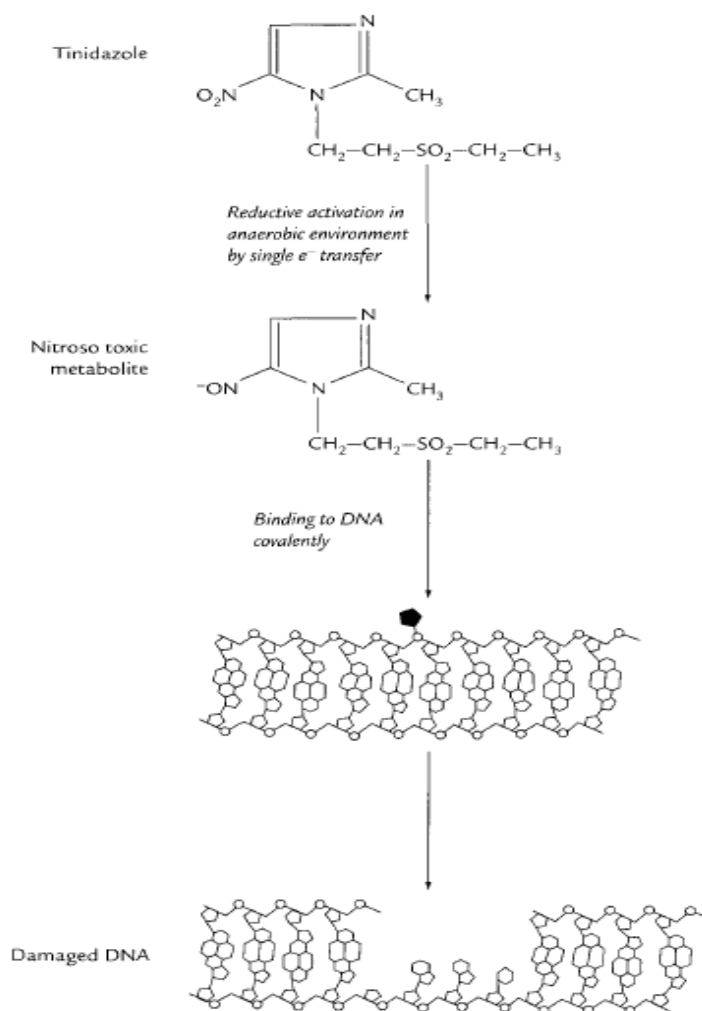 Tinidazole
N
O₂N
N
CH₃
CH₂–CH₂–SO₂–CH₂–CH₃
Reductive activation in
anaerobic environment
by single e⁻ transfer
Nitroso toxic
metabolite
N
⁻ON
N
CH₃
CH₂–CH₂–SO₂–CH₂–CH₃
Binding to DNA
covalently
Damaged DNA